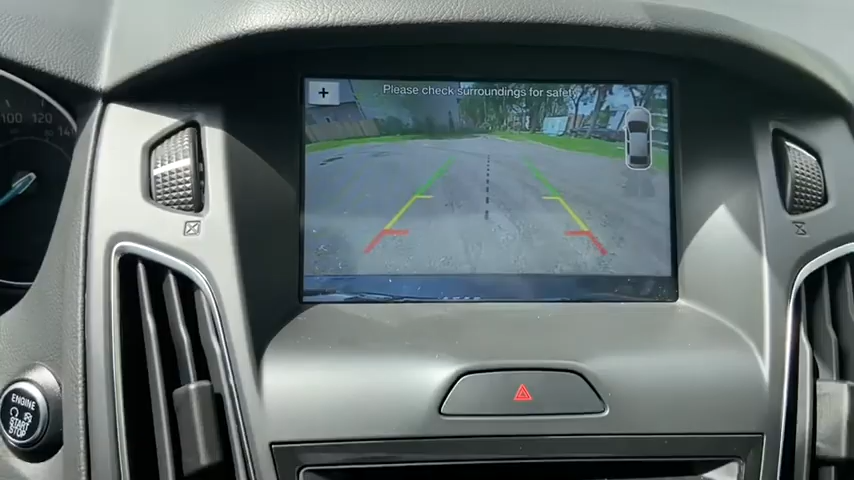 Please check surroundings for safety
100 120
ENGINE
START
STOP